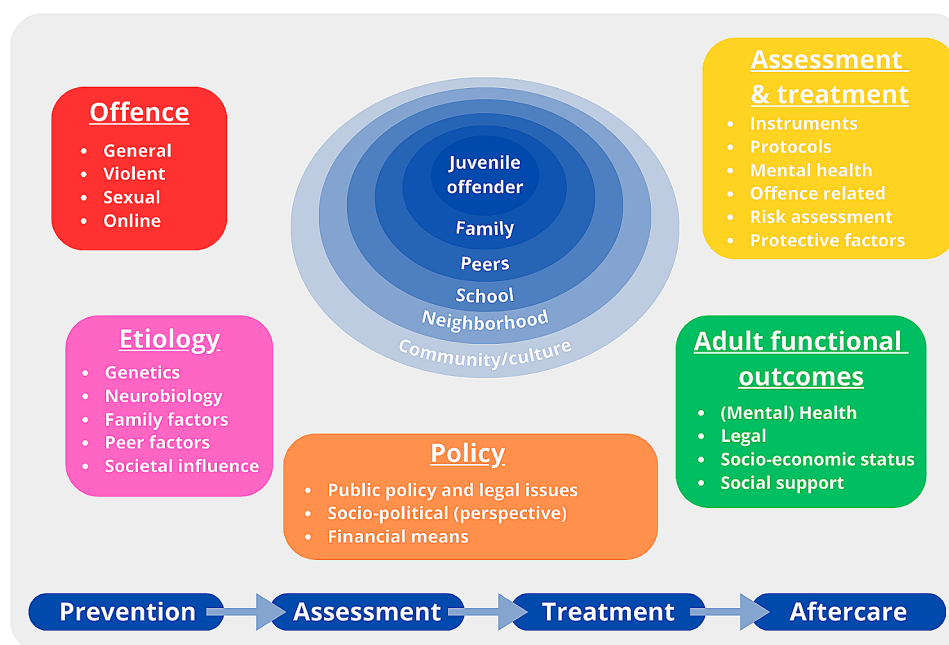 Offence
General
Violent
Sexual
Online
Juvenile
offender
Family
Peers
School
Neighborhood
Community/culture
Assessment
& treatment
Instruments
Protocols
Mental health
Offence related
Risk assessment
Protective factors
Etiology
Genetics
Neurobiology
Family factors
Peer factors
Societal influence
Policy
Public policy and legal issues
Socio-political (perspective)
Financial means
Adult functional
outcomes
(Mental) Health
Legal
Socio-economic status
Social support
Prevention
Assessment
Treatment
Aftercare